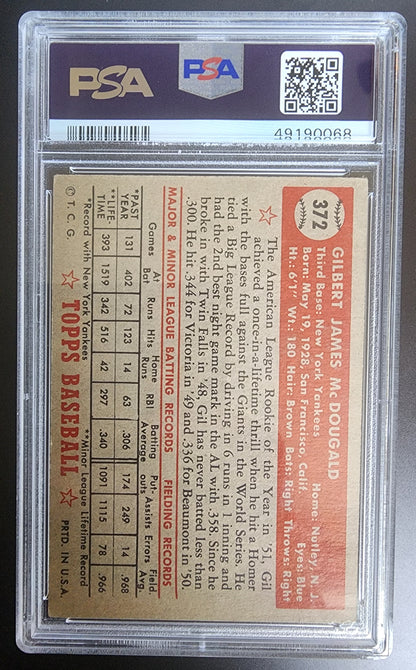 PSA
PSA
49190068
372
GILBERT JAMES McDOUGALD
Third Base: New York Yankees Home: Nutley, N. J.
Born: May 19, 1928, San Francisco, Calif. Eyes: Blue
Ht.: 6'1" Wt.: 180 Hair: Brown Bats: Right Throws: Right
The American League Rookie of the Year in '51, Gil
achieved a once-in-a-lifetime thrill when he hit a Homer
with the bases full against the Giants in the World Series. He
tied a Big League Record by driving in 6 runs in 1 inning and
had the 2nd best night game mark in the AL with .358. Since he
broke in with Twin Falls in '48, Gil has never batted less than
.300 He hit .344 for Victoria in '49 and .336 for Beaumont in '50.
MAJOR & MINOR LEAGUE BATTING RECORDS FIELDING RECORDS
Games At Bat Runs Hits Home Runs RBI Batting Average Put-outs Assists Errors Field. Avg.
*PAST YEAR 131 402 72 123 14 63 .306 174 249 14 .968
**LIFE TIME 393 1519 342 516 42 297 .340 1091 1115 78 .966
*Record with New York Yankees **Minor League Lifetime Record
© T. C. G. TOPPS BASEBALL PRTD. IN U.S.A.